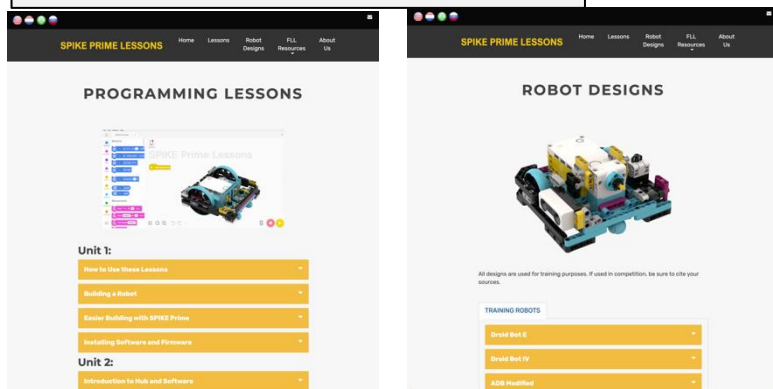 SPIKE PRIME LESSONS
Home
Lessons
Robot
Designs
FLL
Resources
About
Us
PROGRAMMING LESSONS
SPIKE Prime Lessons
Unit 1:
How to Use these Lessons
Building a Robot
Easier Building with SPIKE Prime
Installing Software and Firmware
Unit 2:
Introduction to Hub and Software
SPIKE PRIME LESSONS
Home
Lessons
Robot
Designs
FLL
Resources
About
Us
ROBOT DESIGNS
All designs are used for training purposes. If used in competition, be sure to cite your
sources.
TRAINING ROBOTS
Droid Bot E
Droid Bot IV
ADB Modified